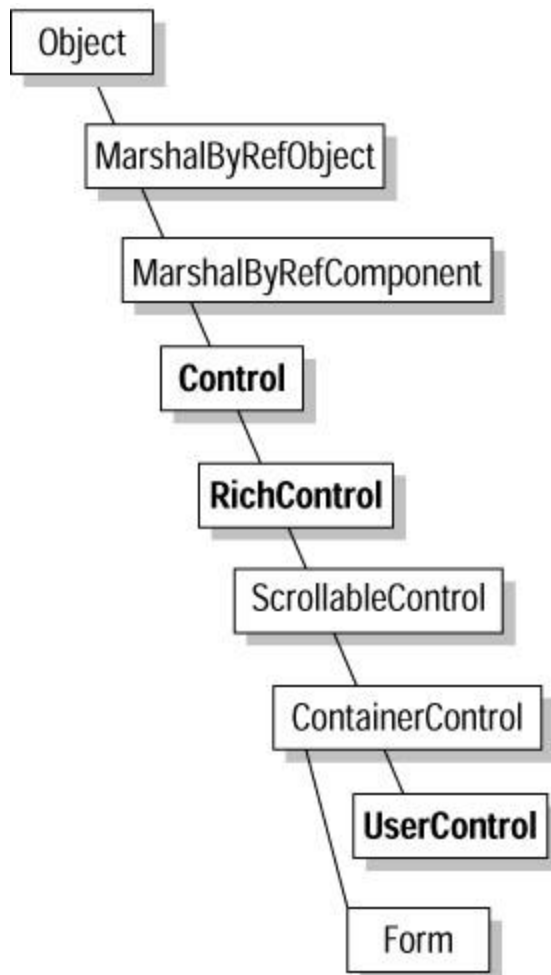 Object
MarshalByRefObject
MarshalByRefComponent
Control
RichControl
ScrollableControl
ContainerControl
UserControl
Form